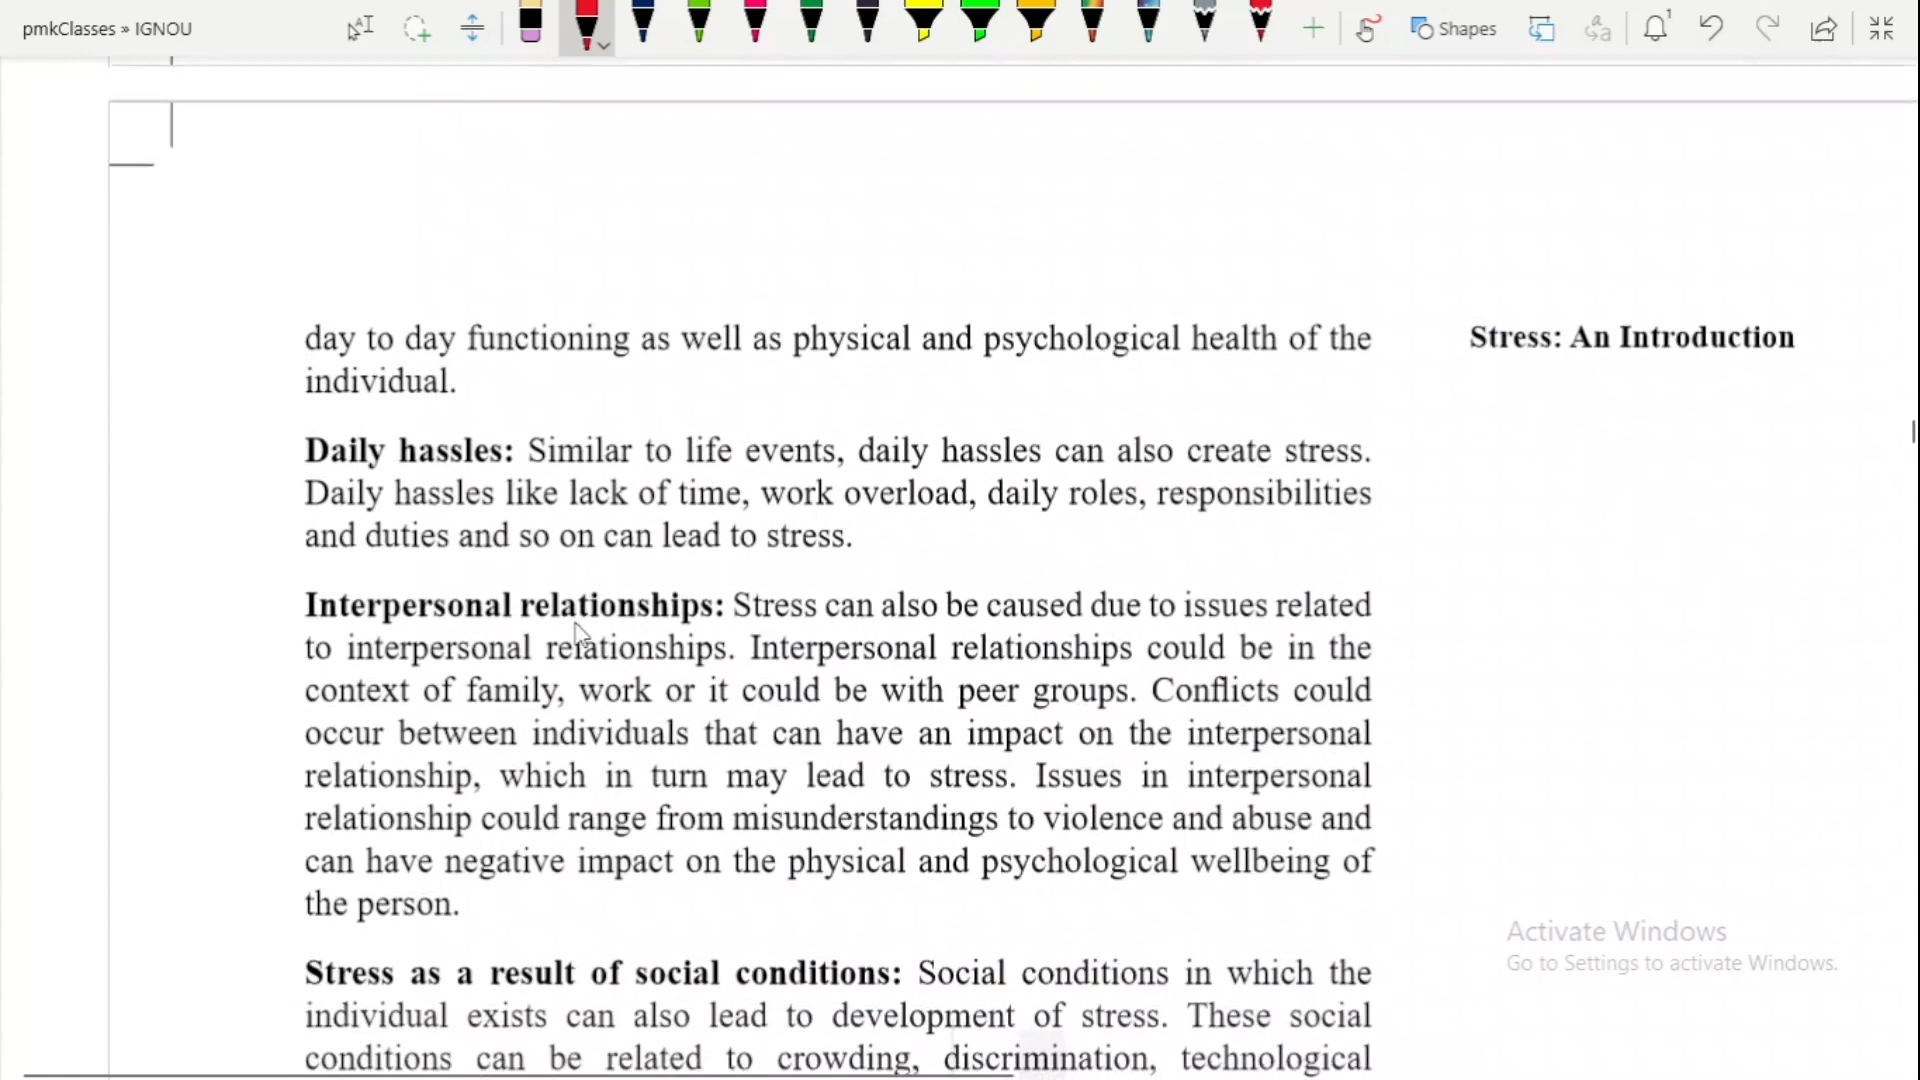 pmkClasses » IGNOU
Shapes
1
day to day functioning as well as physical and psychological health of the
individual.
Stress: An Introduction
Daily hassles: Similar to life events, daily hassles can also create stress.
Daily hassles like lack of time, work overload, daily roles, responsibilities
and duties and so on can lead to stress.
Interpersonal relationships: Stress can also be caused due to issues related
to interpersonal relationships. Interpersonal relationships could be in the
context of family, work or it could be with peer groups. Conflicts could
occur between individuals that can have an impact on the interpersonal
relationship, which in turn may lead to stress. Issues in interpersonal
relationship could range from misunderstandings to violence and abuse and
can have negative impact on the physical and psychological wellbeing of
the person.
Activate Windows
Go to Settings to activate Windows.
Stress as a result of social conditions: Social conditions in which the
individual exists can also lead to development of stress. These social
conditions can be related to crowding, discrimination, technological